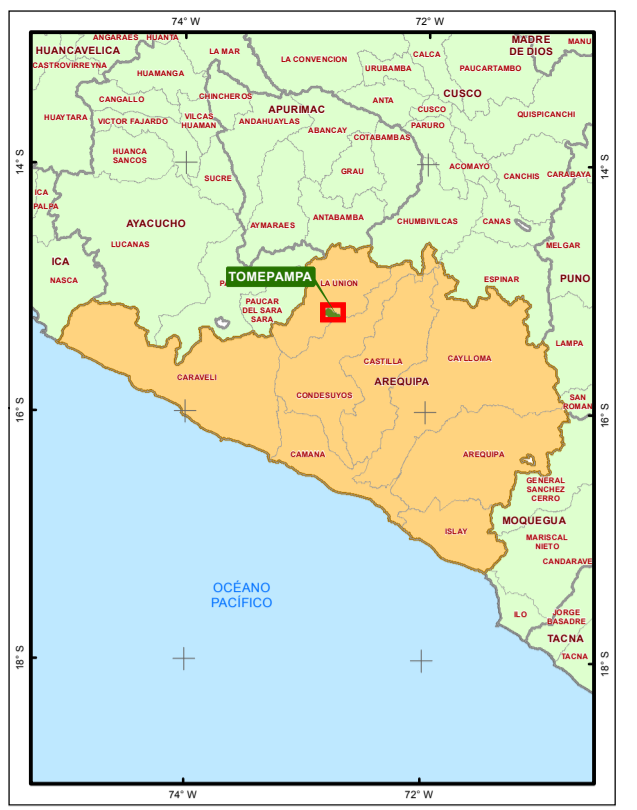 74° W
72° W
ANGARAES
HUANTA
MADRE
DE DIOS
MANU
HUANCAVELICA
LA MAR
LA CONVENCION
CALCA
CASTROVIRREYNA
HUAMANGA
URUBAMBA
PAUCARTAMBO
CUSCO
CANGALLO
CHINCHEROS
APURIMAC
ANTA
CUSCO
QUISPICANCHI
HUAYTARA
VICTOR FAJARDO
VILCAS
HUAMAN
ANDAHUAYLAS
ABANCAY
COTABAMBAS
PARURO
HUANCA
SANCOS
14° S
14° S
GRAU
ACOMAYO
CANCHIS
CARABAYA
SUCRE
ICA
PALPA
AYACUCHO
AYMARAES
ANTABAMBA
CHUMBIVILCAS
CANAS
LUCANAS
MELGAR
ICA
NASCA
TOMEPAMPA
LA UNION
ESPINAR
PUNO
PAUCAR
DEL SARA
SARA
LAMPA
CASTILLA
CAYLLOMA
CARAVELI
AREQUIPA
CONDESUYOS
SAN
ROMAN
16° S
16° S
CAMANA
AREQUIPA
GENERAL
SANCHEZ
CERRO
MOQUEGUA
ISLAY
MARISCAL
NIETO
CANDARAVE
OCÉANO
PACÍFICO
ILO
JORGE
BASADRE
TACNA
TACNA
18° S
18° S
74° W
72° W